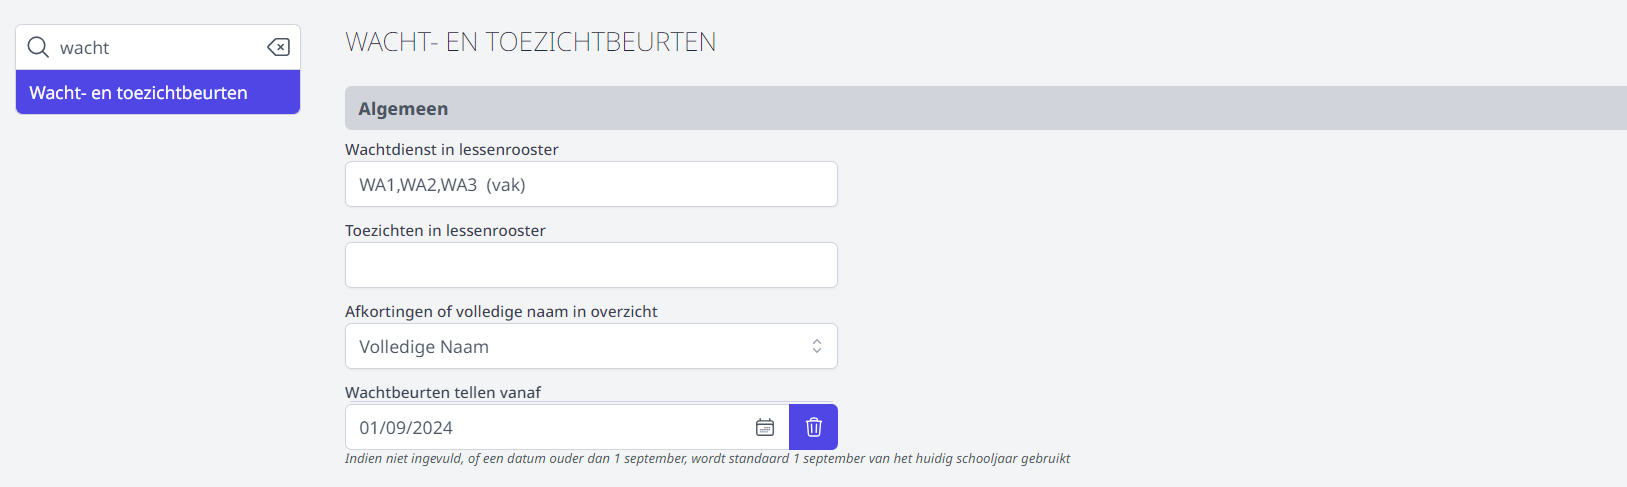 wacht
Wacht- en toezichtbeurten
WACHT- EN TOEZICHTBEURTEN
Algemeen
Wachtdienst in lessenrooster
WA1,WA2,WA3 (vak)
Toezichten in lessenrooster
Afkortingen of volledige naam in overzicht
Volledige Naam
Wachtbeurten tellen vanaf
01/09/2024
Indien niet ingevuld, of een datum ouder dan 1 september, wordt standaard 1 september van het huidig schooljaar gebruikt